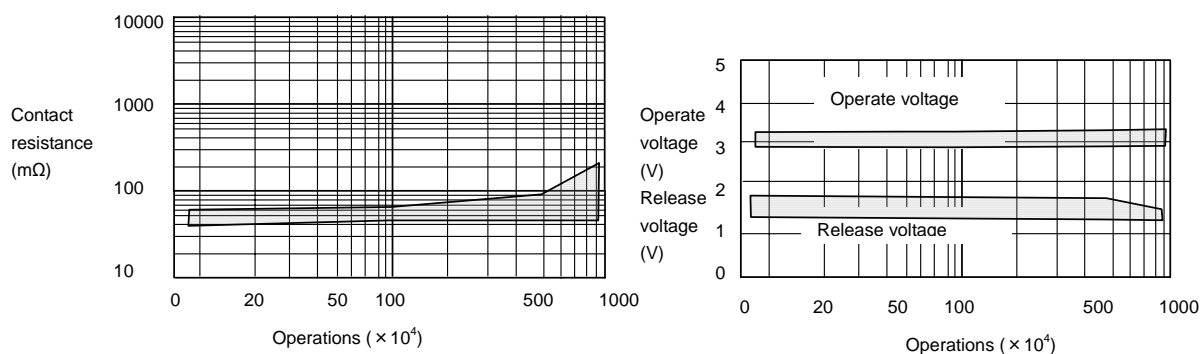 10000
1000
100
10
Contact
resistance
(mΩ)
0 20 50 100 500 1000
Operations (×10⁴)
5
4
3
2
1
0
Operate
voltage
(V)
Release
voltage
(V)
Operate voltage
Release voltage
0 20 50 100 500 1000
Operations (×10⁴)